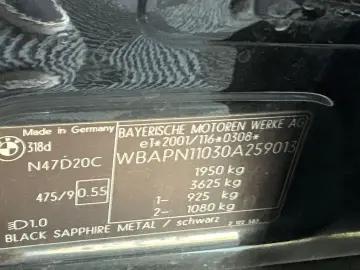 BAYERISCHE MOTOREN WERKE AG
Made in Germany
e1*2001/116*0308*
318d
WBAPN11030A259013
N47D20C
1950 kg
3625 kg
475/9 0.55
1– 925 kg
2– 1080 kg
1.0
BLACK SAPPHIRE METAL / schwarz